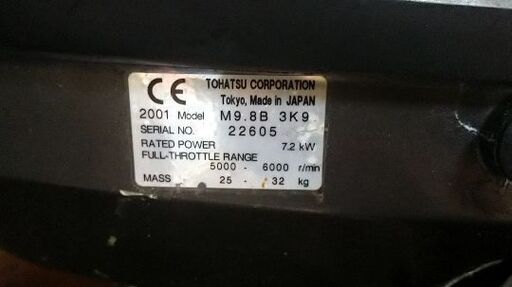 CE TOHATSU CORPORATION
Tokyo, Made in JAPAN
2001 Model M9.8B 3K9
SERIAL NO. 22605
RATED POWER 7.2 kW
FULL-THROTTLE RANGE
5000 - 6000 r/min
MASS 25 - 32 kg